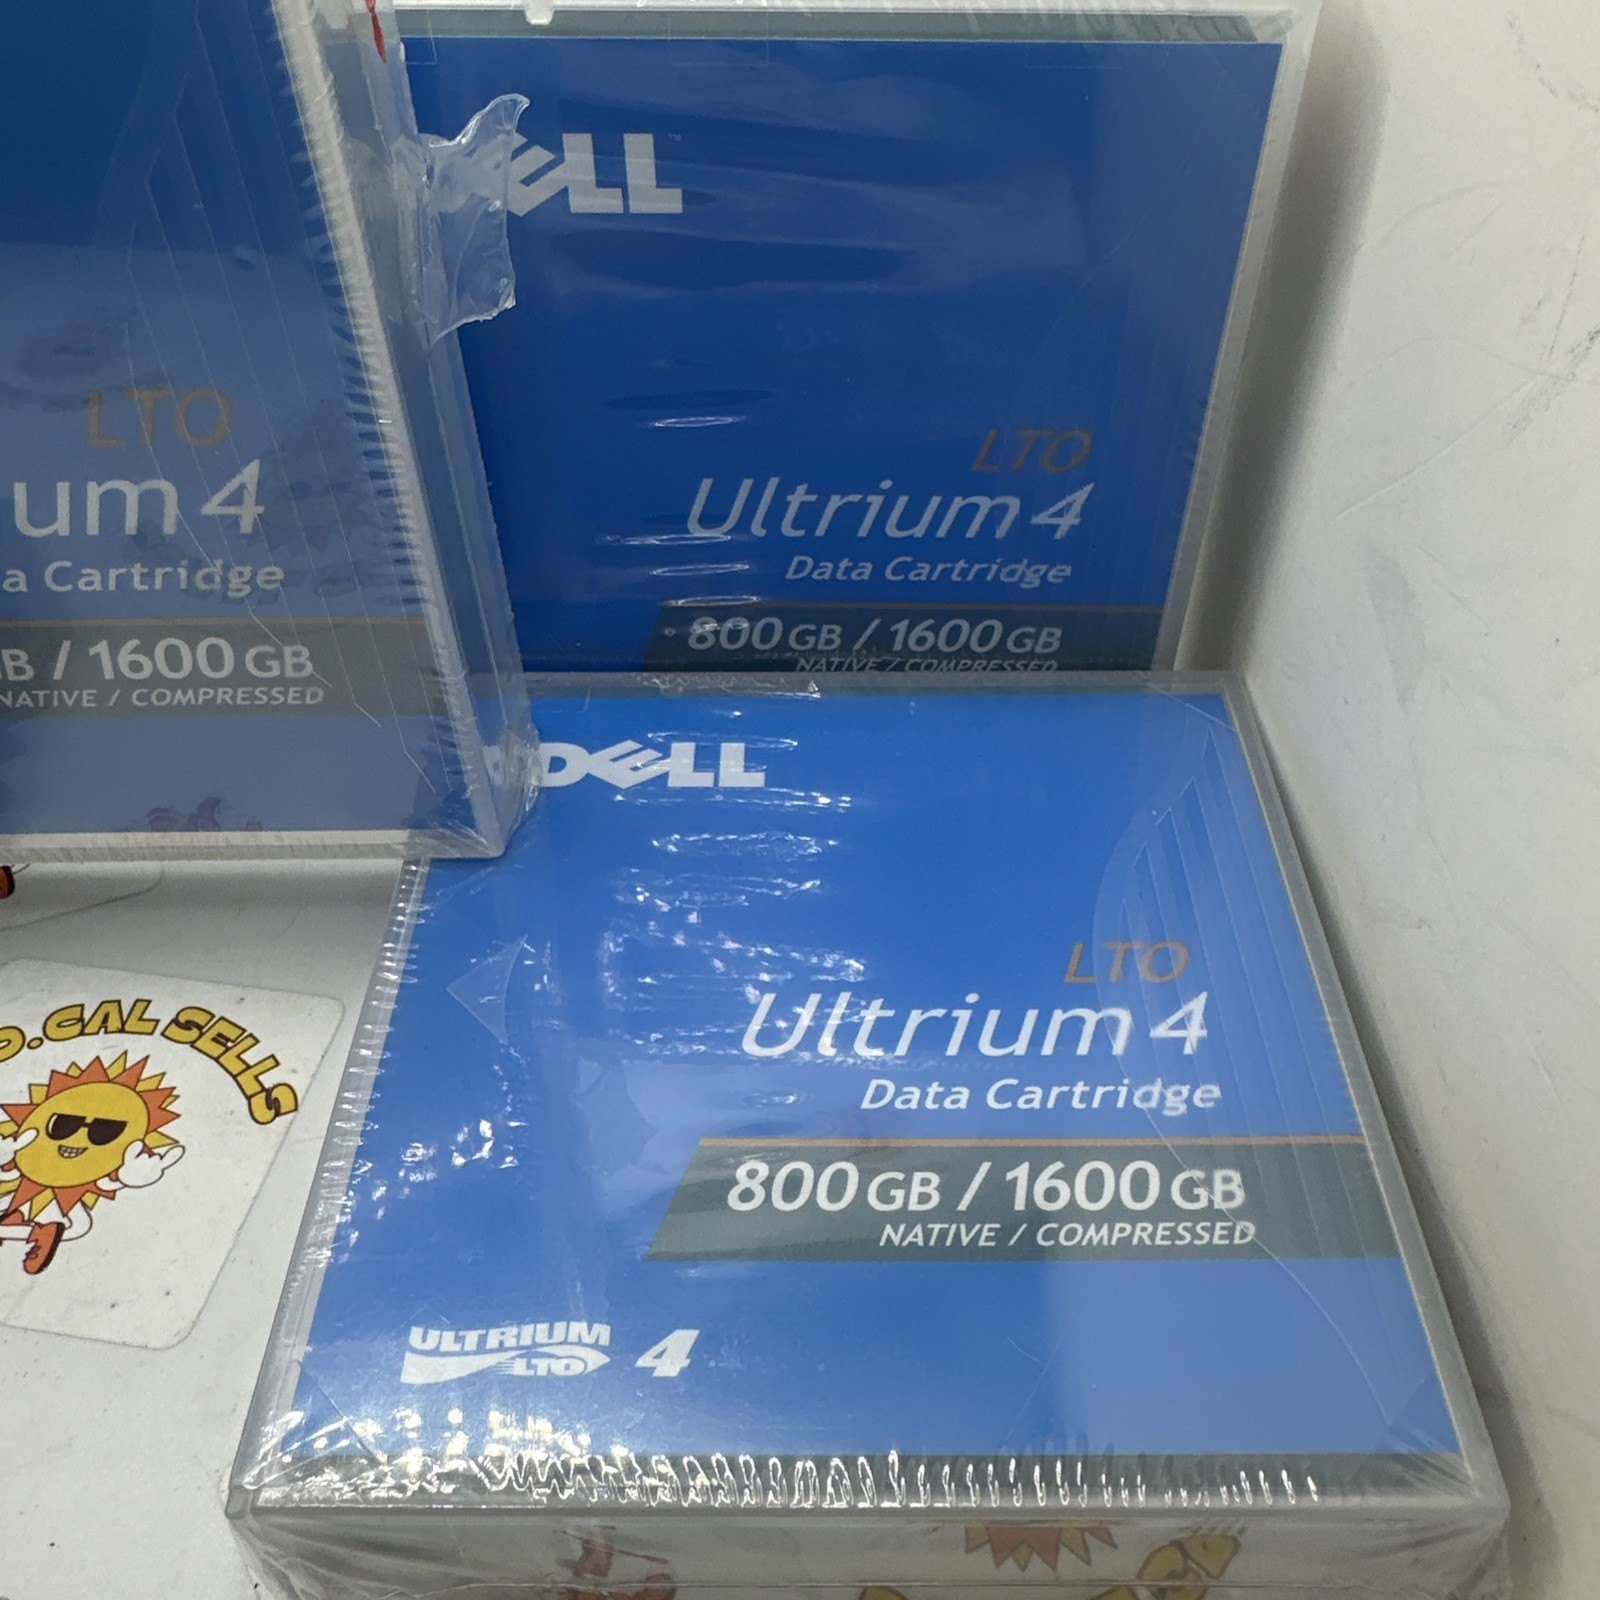 LTO
um 4
a Cartridge
GB / 1600 GB
NATIVE / COMPRESSED
DELL
LTO
Ultrium 4
Data Cartridge
800 GB / 1600 GB
NATIVE / COMPRESSED
DELL
LTO
Ultrium 4
Data Cartridge
800 GB / 1600 GB
NATIVE / COMPRESSED
ULTRIUM
LTO 4
.CAL SELLS